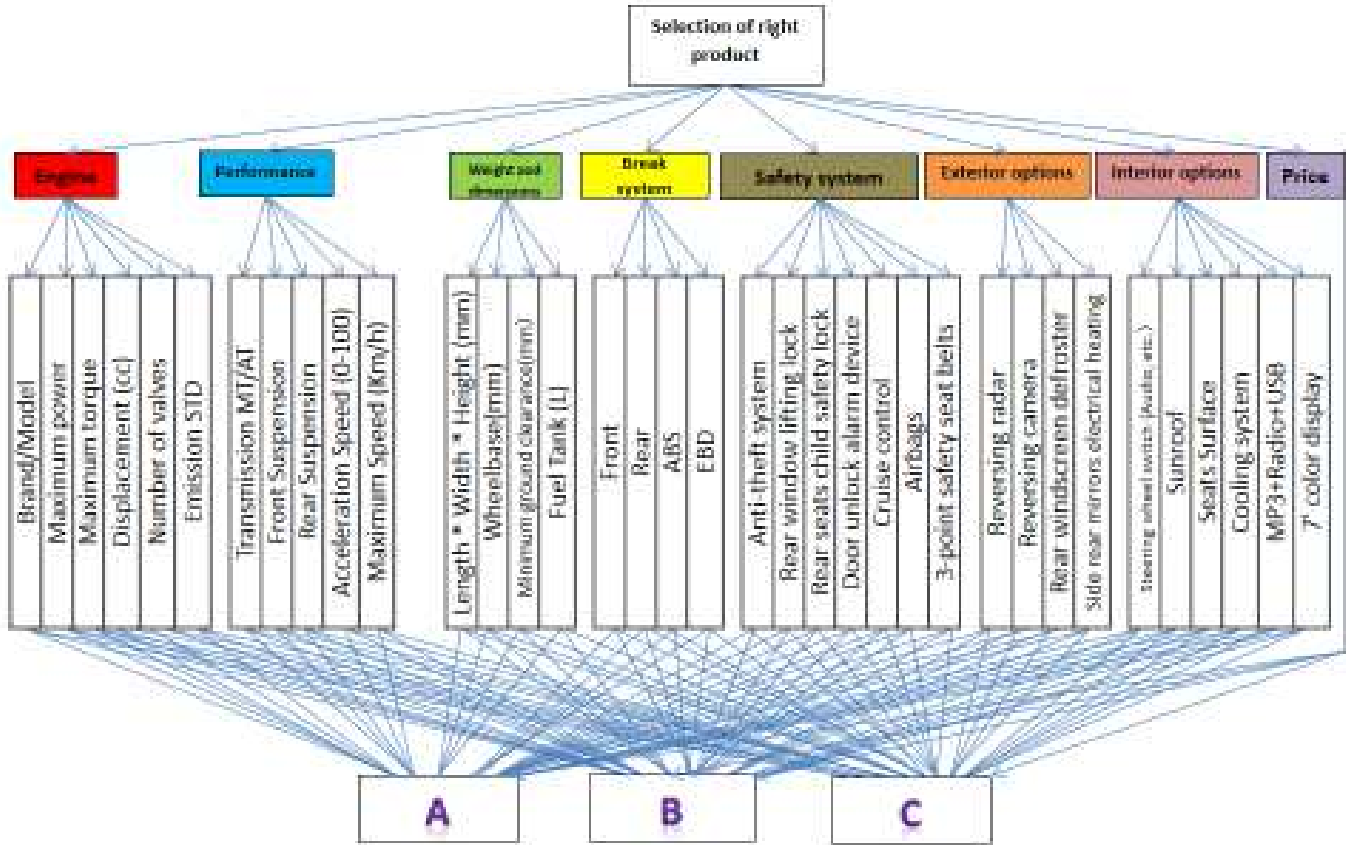 Selection of right
product
Engine
Performance
Weight and
dimensions
Break
system
Safety system
Exterior options
Interior options
Price
Brand/Model
Maximum power
Maximum torque
Displacement (cc)
Number of valves
Emission STD
Transmission MT/AT
Front Suspenson
Rear Suspension
Acceleration Speed (0-100)
Maximum Speed (Km/h)
Length * Width * Height (mm)
Wheelbase(mm)
Minimum ground clearance(mm)
Fuel Tank (L)
Front
Rear
ABS
EBD
Anti-theft system
Rear window lifting lock
Rear seats child safety lock
Door unlock alarm device
Cruise control
Airbags
3-point safety seat belts
Reversing radar
Reversing camera
Rear windscreen defroster
Side rear mirrors electrical heating
Steering wheel switch (Audio, etc.)
Sunroof
Seats Surface
Cooling system
MP3+Radio+USB
7' color display
A
B
C